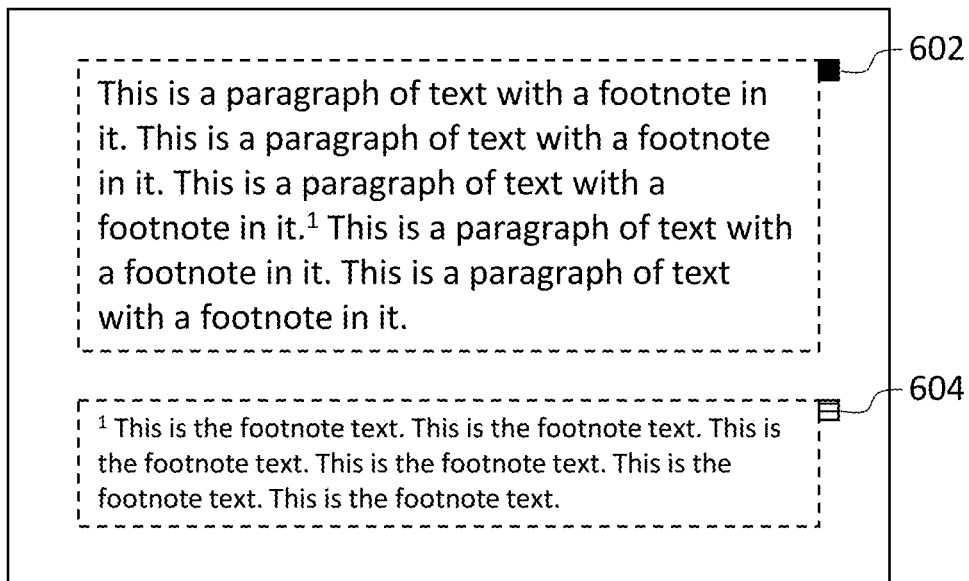 602
This is a paragraph of text with a footnote in
it. This is a paragraph of text with a footnote
in it. This is a paragraph of text with a
footnote in it.¹ This is a paragraph of text with
a footnote in it. This is a paragraph of text
with a footnote in it.
604
¹ This is the footnote text. This is the footnote text. This is
the footnote text. This is the footnote text. This is the
footnote text. This is the footnote text.